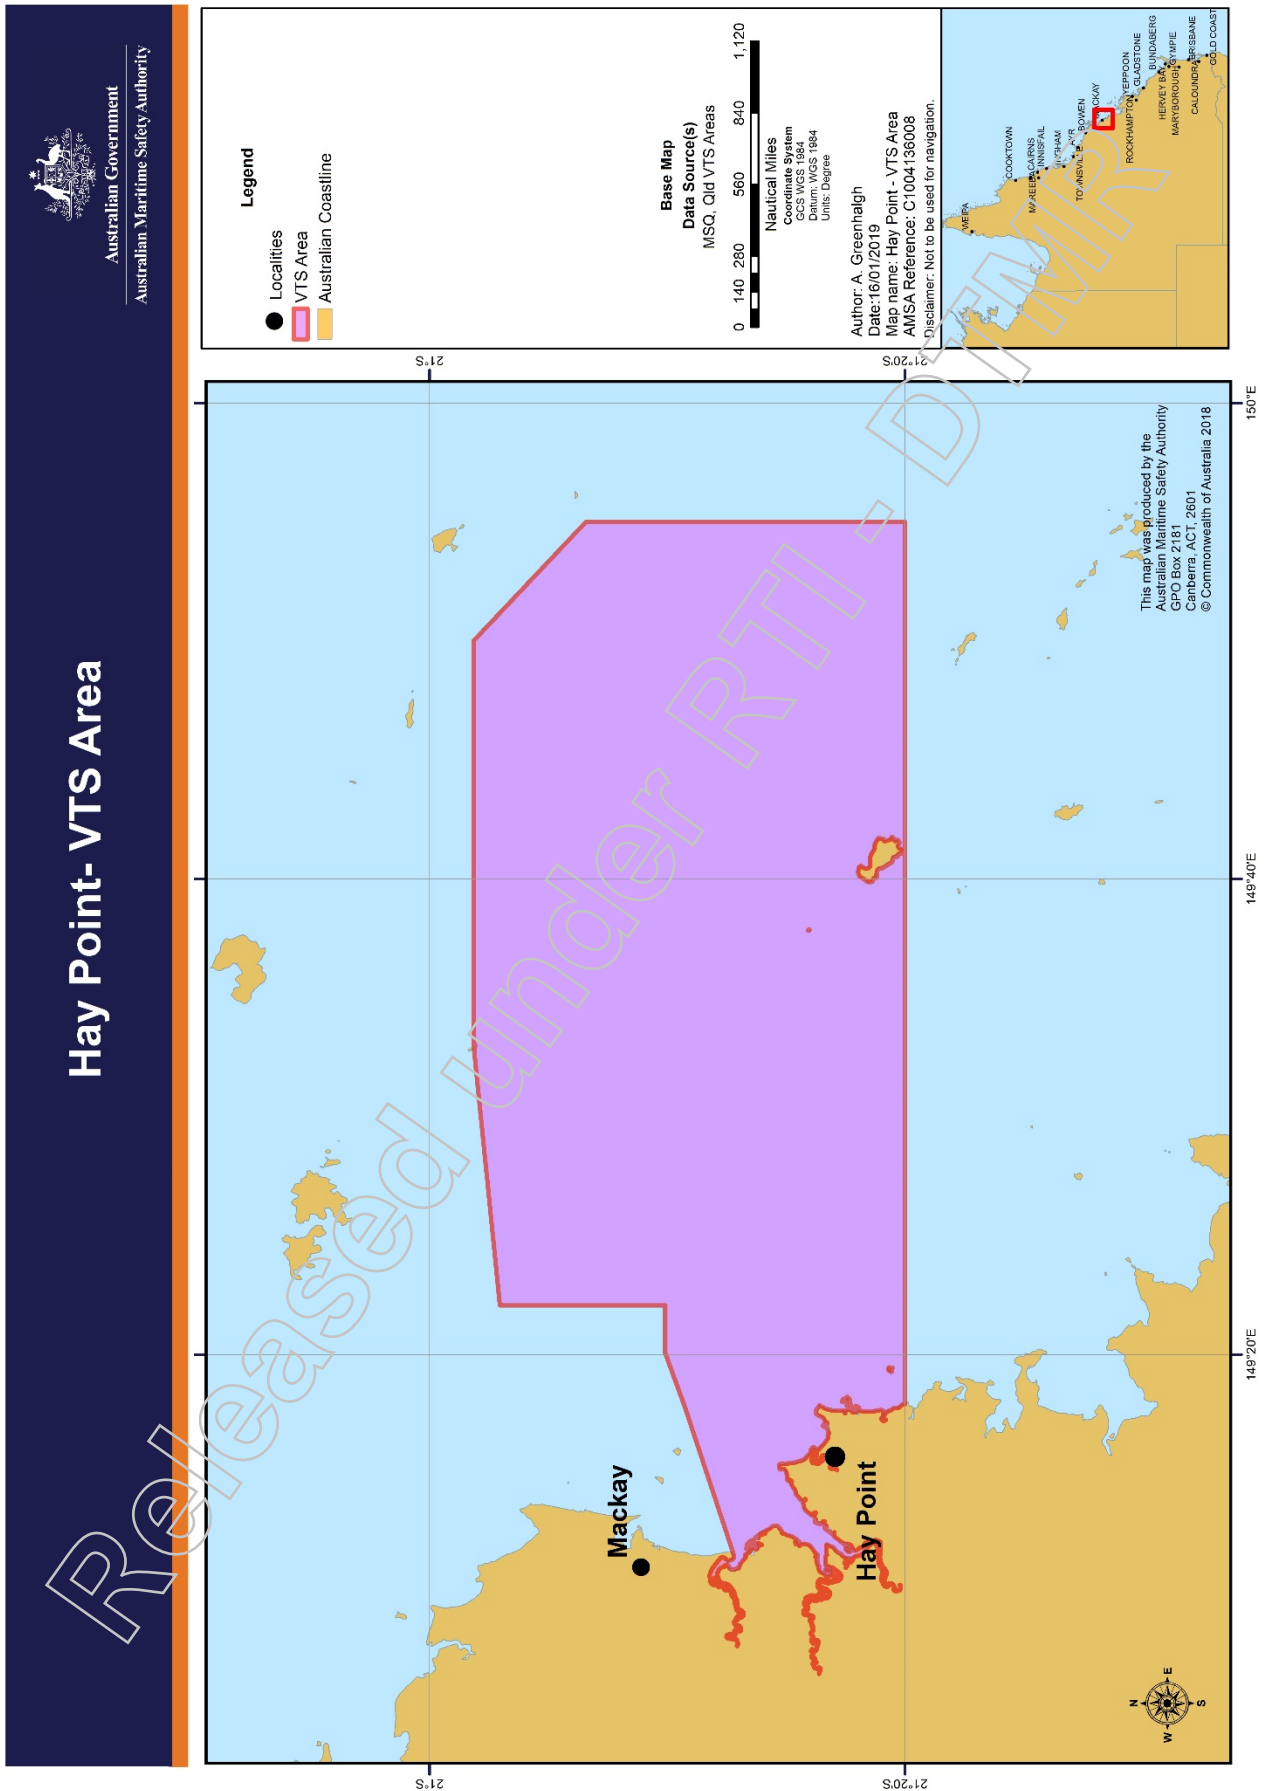 Hay Point- VTS Area
Australian Government
Australian Maritime Safety Authority
21°S
21°20'S
149°20'E
149°40'E
150°E
21°S
21°20'S
Mackay
Hay Point
N
W
E
S
This map was produced by the
Australian Maritime Safety Authority
GPO Box 2181
Canberra, ACT, 2601
© Commonwealth of Australia 2018
Legend
Localities
VTS Area
Australian Coastline
Base Map
Data Source(s)
MSQ, Qld VTS Areas
0 140 280 560 840 1,120
Nautical Miles
Coordinate System
GCS WGS 1984
Datum: WGS 1984
Units: Degree
Author: A. Greenhalgh
Date:16/01/2019
Map name: Hay Point - VTS Area
AMSA Reference: C1004136008
Disclaimer: Not to be used for navigation.
WEIPA
COOKTOWN
CAIRNS
INNISFAIL
BOWEN
YEPPOON
ROCKHAMPTON
GLADSTONE
BUNDABERG
HERVEY BAY
MARYBOROUGH
GYMPIE
CALOUNDRA
BRISBANE
GOLD COAST
Released under RTI - DTMR